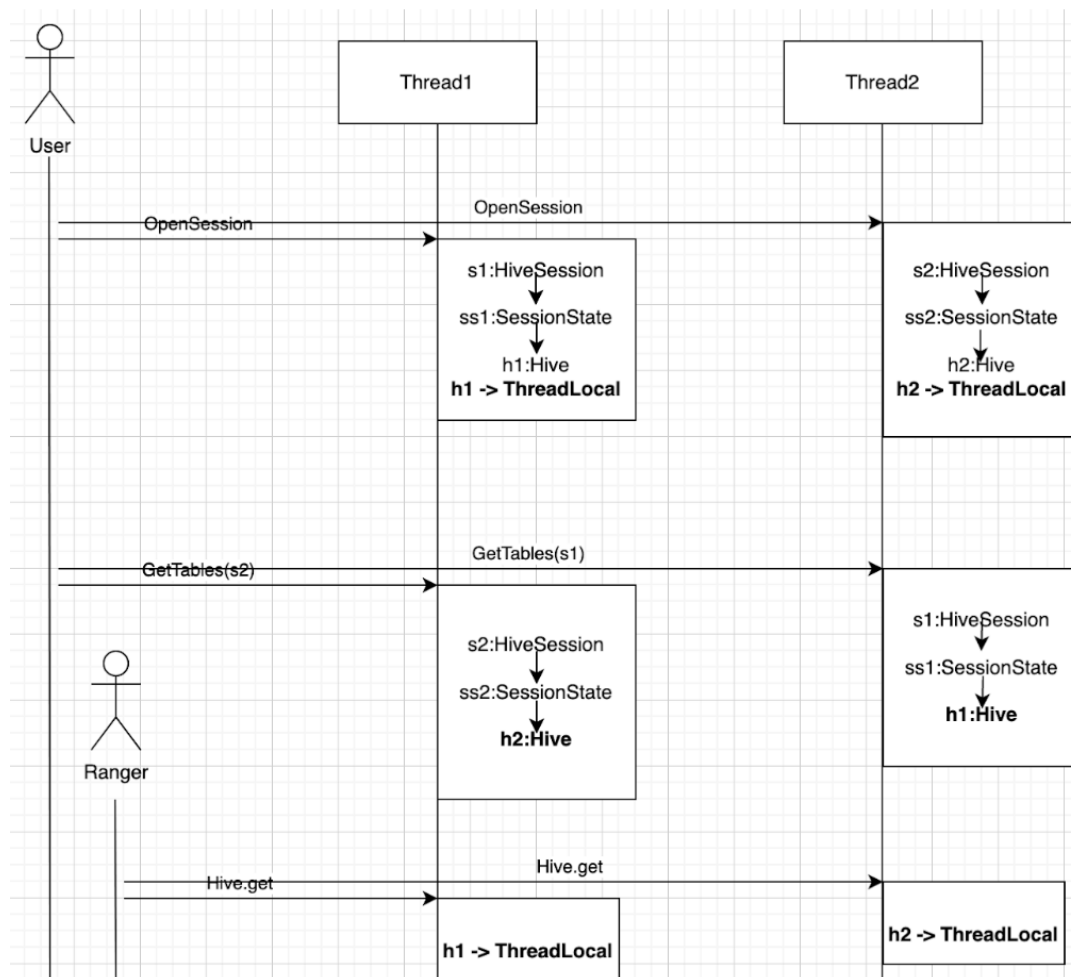 Thread1
Thread2
User
OpenSession
OpenSession
s1:HiveSession
ss1:SessionState
h1:Hive
h1 -> ThreadLocal
s2:HiveSession
ss2:SessionState
h2:Hive
h2 -> ThreadLocal
GetTables(s1)
GetTables(s2)
s2:HiveSession
ss2:SessionState
h2:Hive
s1:HiveSession
ss1:SessionState
h1:Hive
Ranger
Hive.get
Hive.get
h1 -> ThreadLocal
h2 -> ThreadLocal